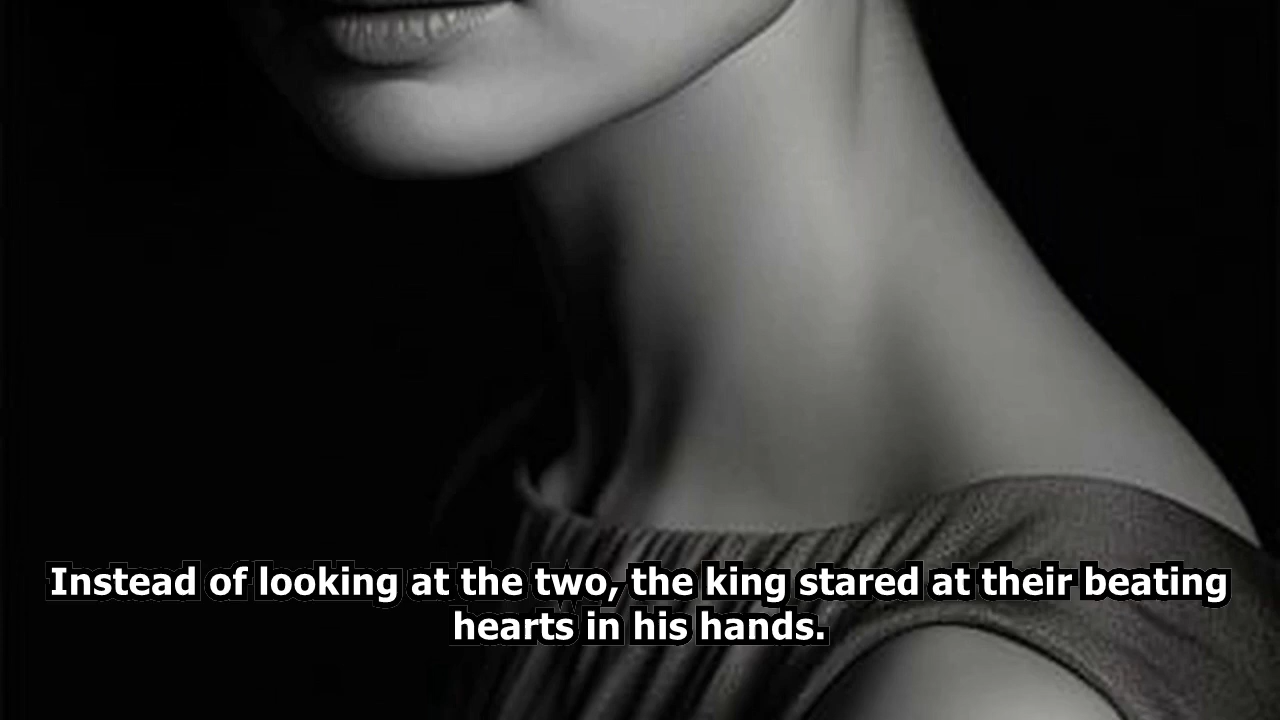 Instead of looking at the two, the king stared at their beating
hearts in his hands.